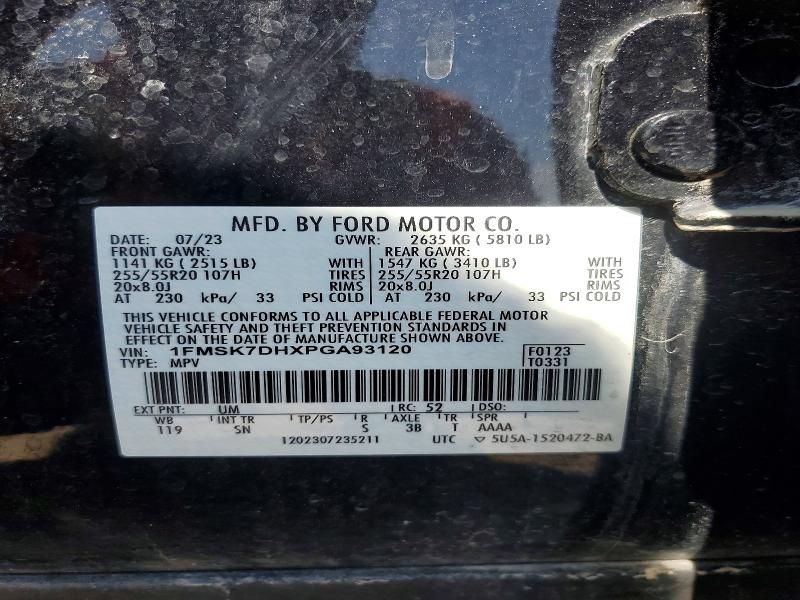 MFD. BY FORD MOTOR CO.
DATE: 07/23 GVWR: 2635 KG ( 5810 LB)
FRONT GAWR: REAR GAWR:
1141 KG ( 2515 LB) WITH 1547 KG ( 3410 LB) WITH
255/55R20 107H TIRES 255/55R20 107H TIRES
20x8.0J RIMS 20x8.0J RIMS
AT 230 kPa/ 33 PSI COLD AT 230 kPa/ 33 PSI COLD
THIS VEHICLE CONFORMS TO ALL APPLICABLE FEDERAL MOTOR
VEHICLE SAFETY AND THEFT PREVENTION STANDARDS IN
EFFECT ON THE DATE OF MANUFACTURE SHOWN ABOVE.
VIN: 1FMSK7DHXPGA93120 F0123
TYPE: MPV T0331
EXT PNT: UM RC: 52 DSO:
WB INT TR TP/PS R AXLE TR SPR
119 SN S 3B T AAAA
1202307235211 UTC ▽ 5U5A-1520472-BA